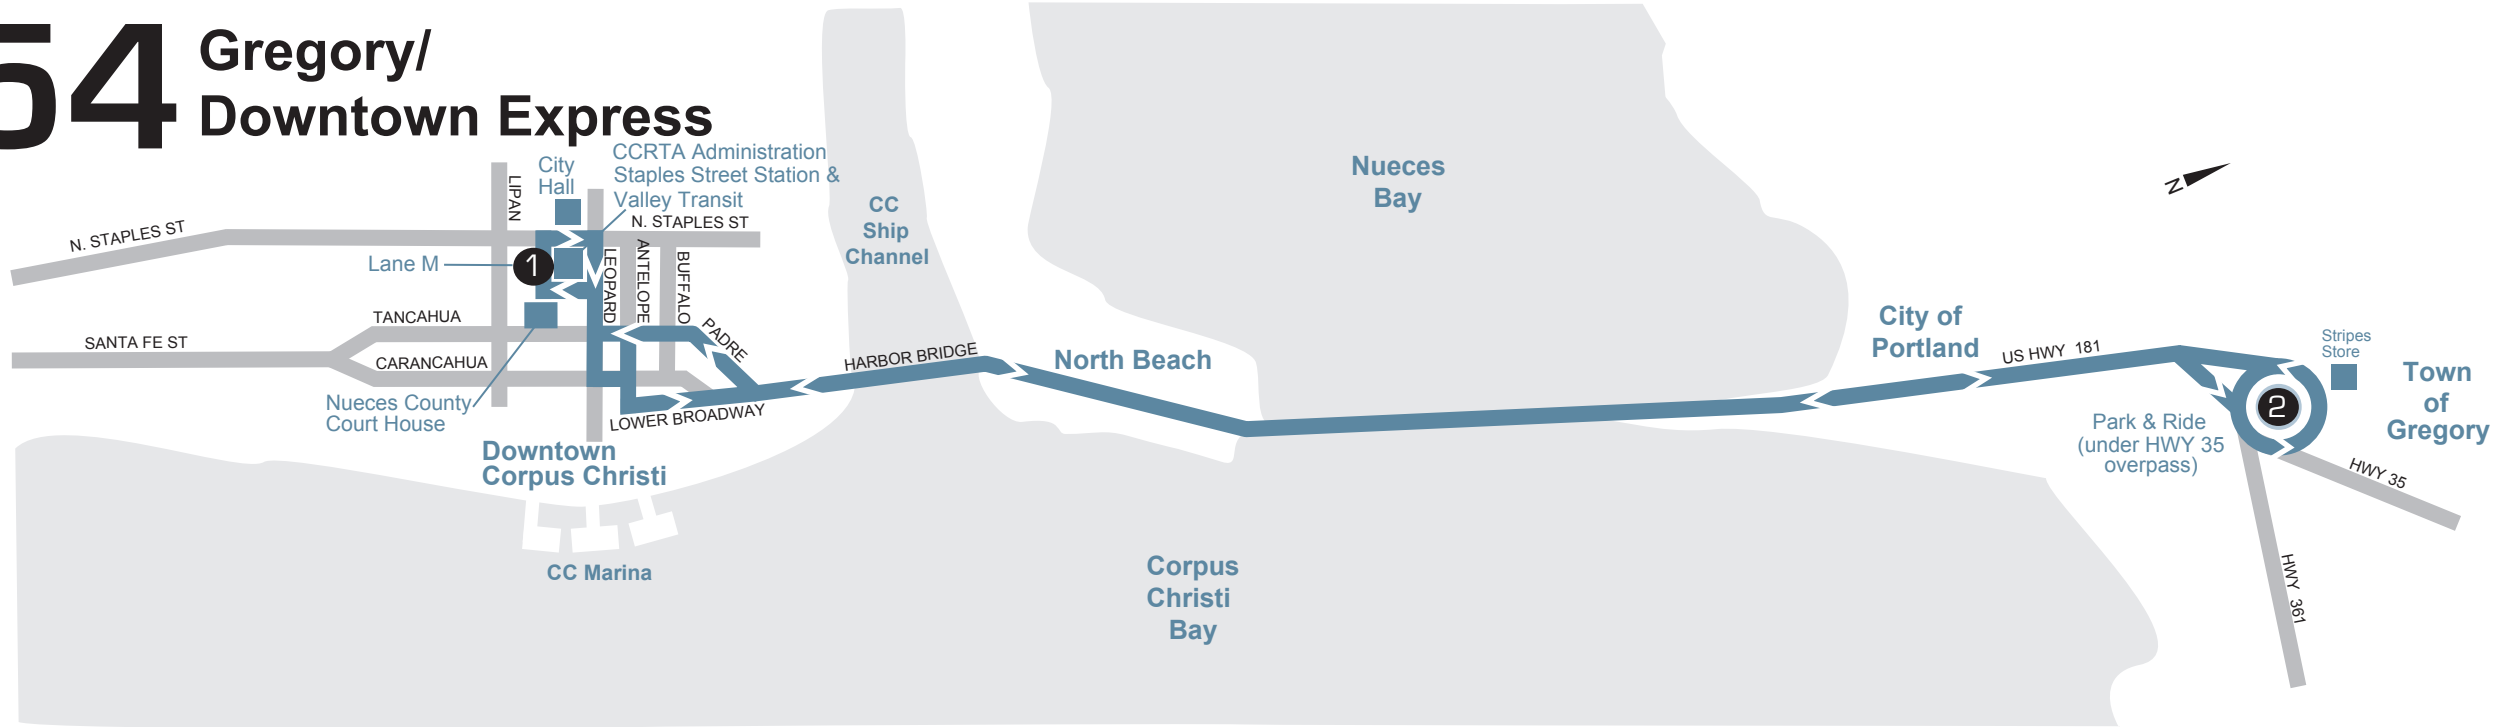 54
Gregory/
Downtown Express
City
Hall
CCRTA Administration
Staples Street Station &
Valley Transit
LIPAN
N. STAPLES ST
N. STAPLES ST
Lane M
1
LEOPARD
ANTELOPE
BUFFALO
TANCAHUA
SANTA FE ST
CARANCAHUA
PADRE
Nueces County
Court House
LOWER BROADWAY
HARBOR BRIDGE
Downtown
Corpus Christi
CC Marina
CC
Ship
Channel
Nueces
Bay
North Beach
Corpus
Christi
Bay
N
City of
Portland
US HWY 181
Stripes
Store
Town
of
Gregory
2
Park & Ride
(under HWY 35
overpass)
HWY 35
HWY 361